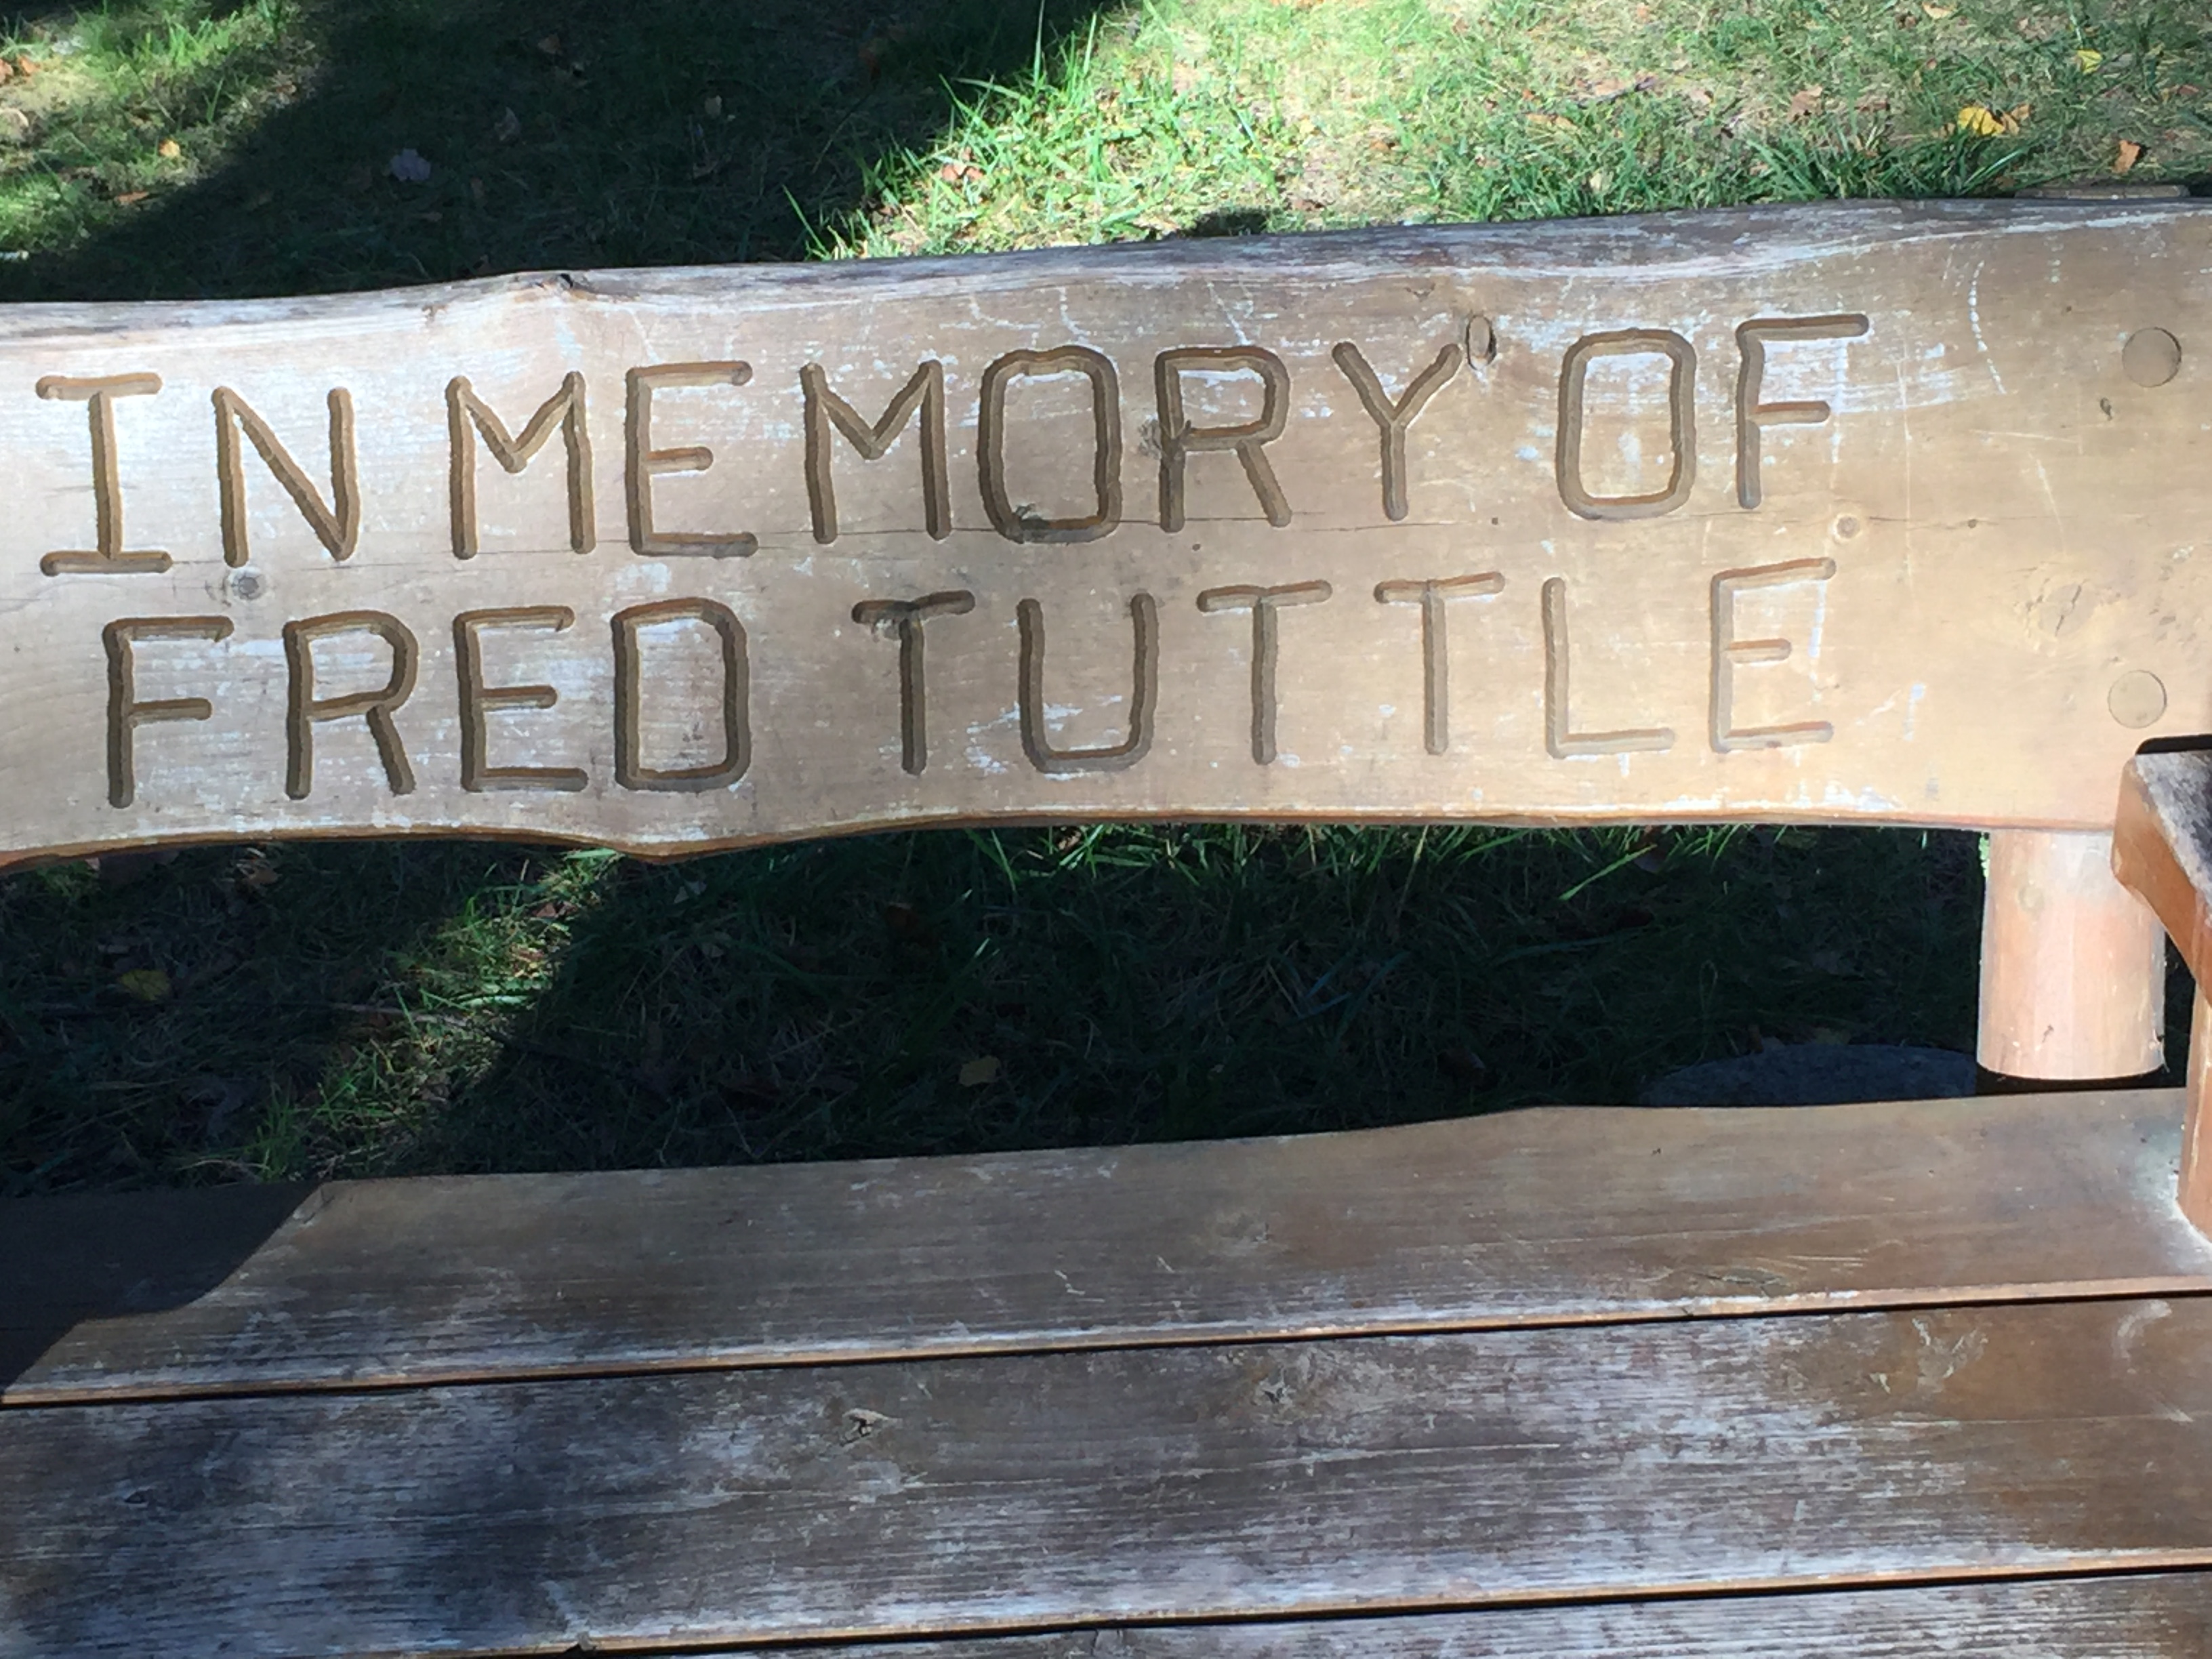 IN MEMORY OF
FRED TUTTLE